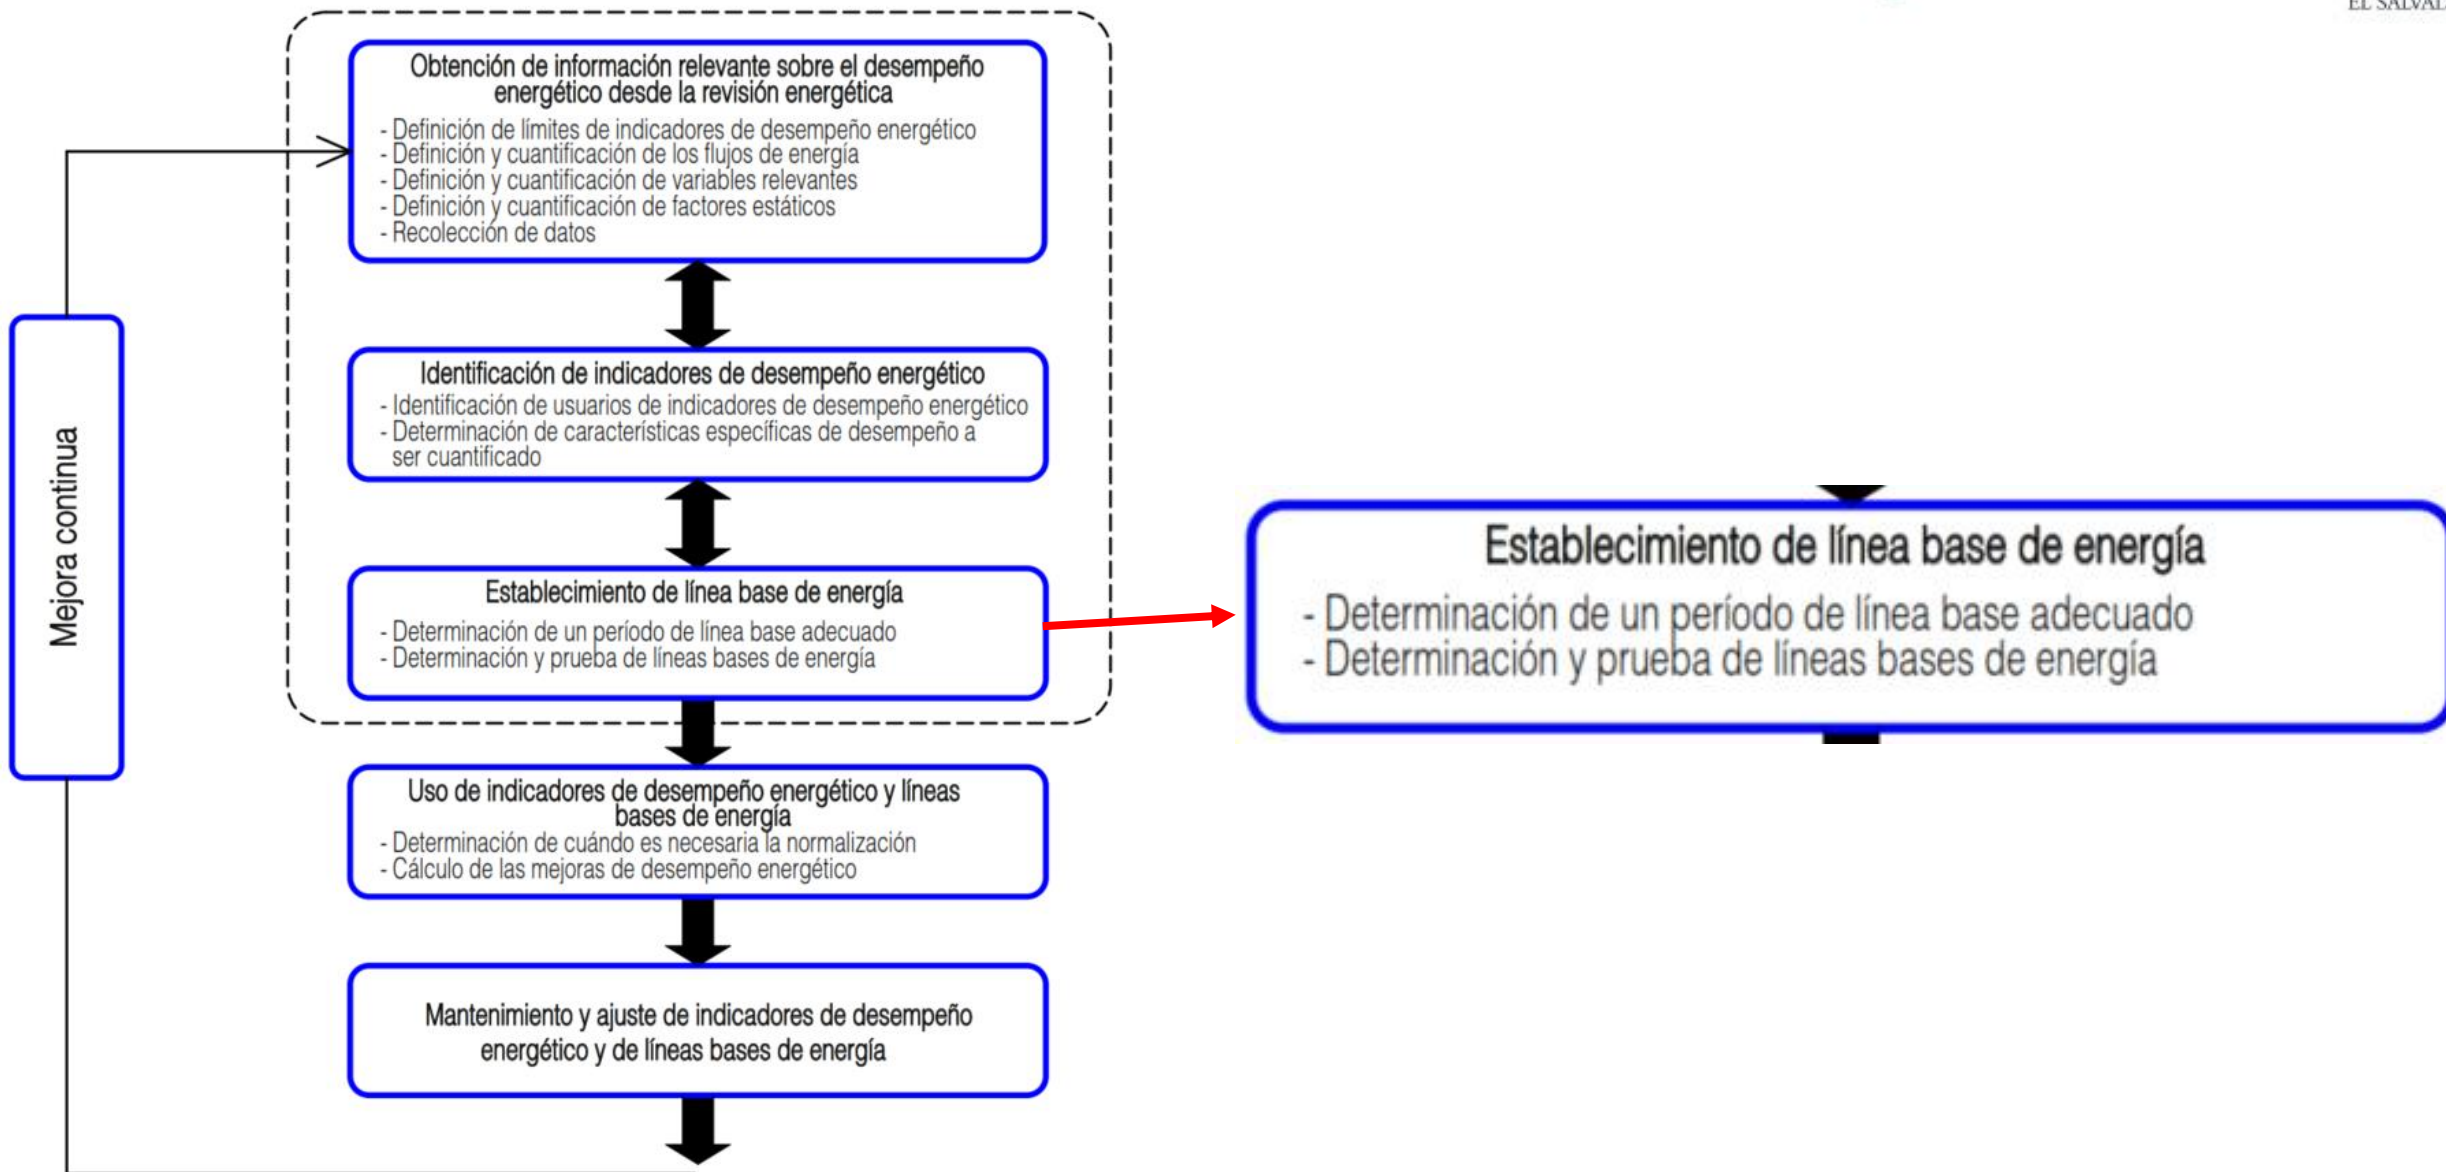 EL SALVAD
Obtención de información relevante sobre el desempeño
energético desde la revisión energética
- Definición de límites de indicadores de desempeño energético
- Definición y cuantificación de los flujos de energía
- Definición y cuantificación de variables relevantes
- Definición y cuantificación de factores estáticos
- Recolección de datos
Mejora continua
Identificación de indicadores de desempeño energético
- Identificación de usuarios de indicadores de desempeño energético
- Determinación de características específicas de desempeño a
ser cuantificado
Establecimiento de línea base de energía
- Determinación de un período de línea base adecuado
- Determinación y prueba de líneas bases de energía
Establecimiento de línea base de energía
- Determinación de un período de línea base adecuado
- Determinación y prueba de líneas bases de energía
Uso de indicadores de desempeño energético y líneas
bases de energía
- Determinación de cuándo es necesaria la normalización
- Cálculo de las mejoras de desempeño energético
Mantenimiento y ajuste de indicadores de desempeño
energético y de líneas bases de energía